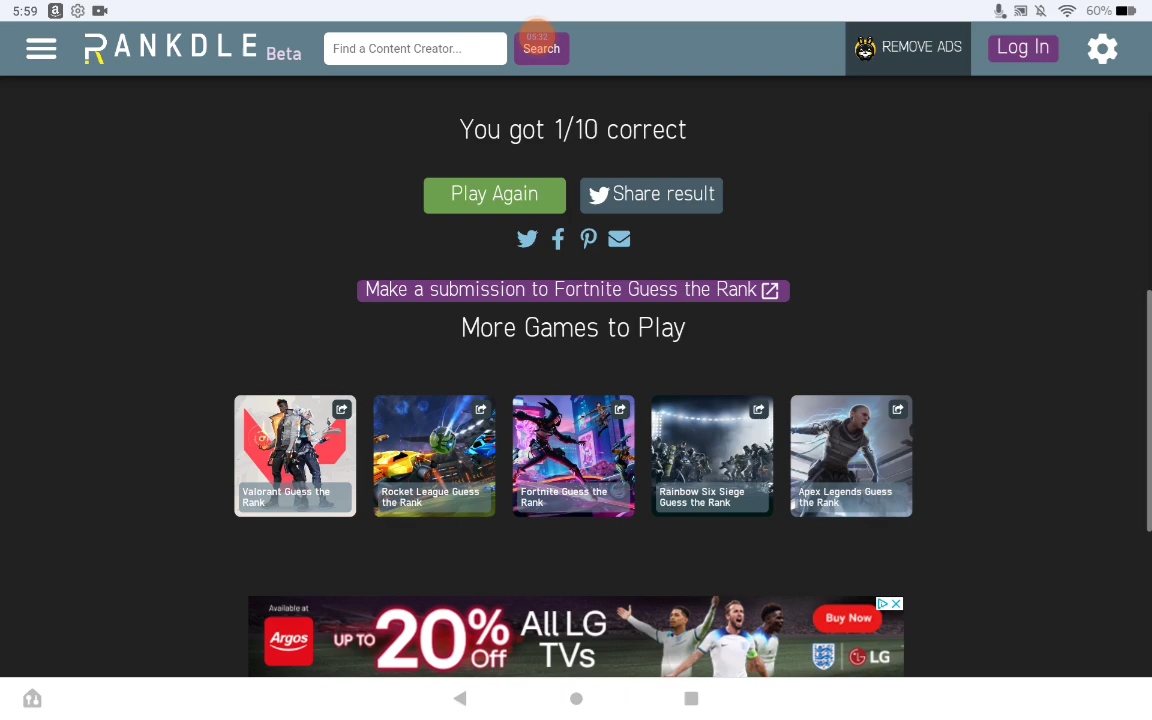 5:59
60%
RANKDLE Beta
Find a Content Creator...
05:32
Search
REMOVE ADS
Log In
You got 1/10 correct
Play Again
Share result
Make a submission to Fortnite Guess the Rank
More Games to Play
Valorant Guess the
Rank
Rocket League Guess
the Rank
Fortnite Guess the
Rank
Rainbow Six Siege
Guess the Rank
Apex Legends Guess
the Rank
Available at
Argos
UP TO 20% Off
All LG
TVs
Buy Now
LG